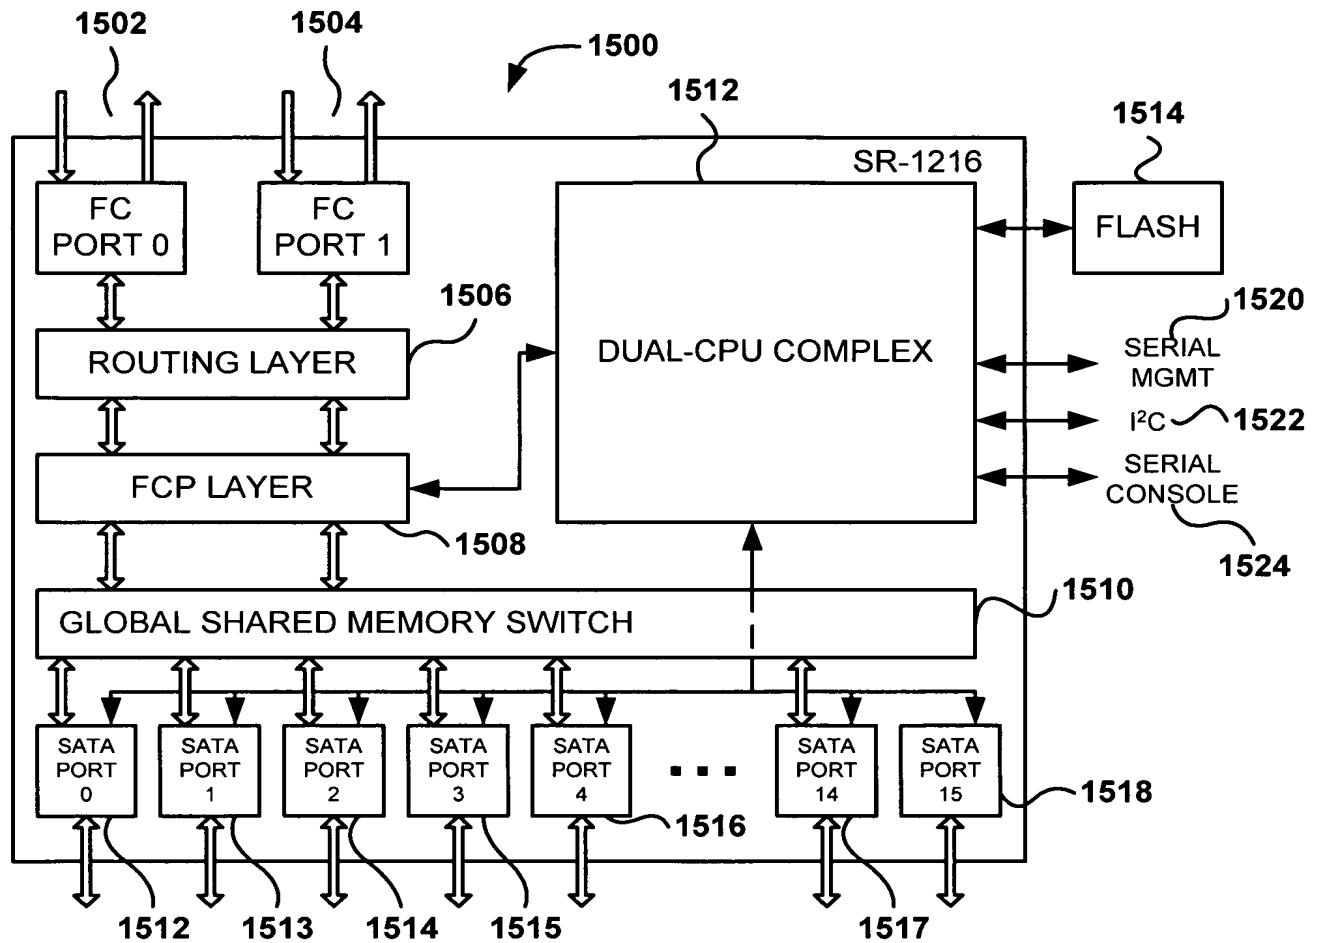 1502
1504
1500
1512
1514
SR-1216
FC
PORT 0
FC
PORT 1
FLASH
1506
1520
ROUTING LAYER
DUAL-CPU COMPLEX
SERIAL
MGMT
I²C
1522
FCP LAYER
SERIAL
CONSOLE
1508
1524
1510
GLOBAL SHARED MEMORY SWITCH
SATA
PORT
0
SATA
PORT
1
SATA
PORT
2
SATA
PORT
3
SATA
PORT
4
SATA
PORT
14
SATA
PORT
15
1518
1516
1512
1513
1514
1515
1517